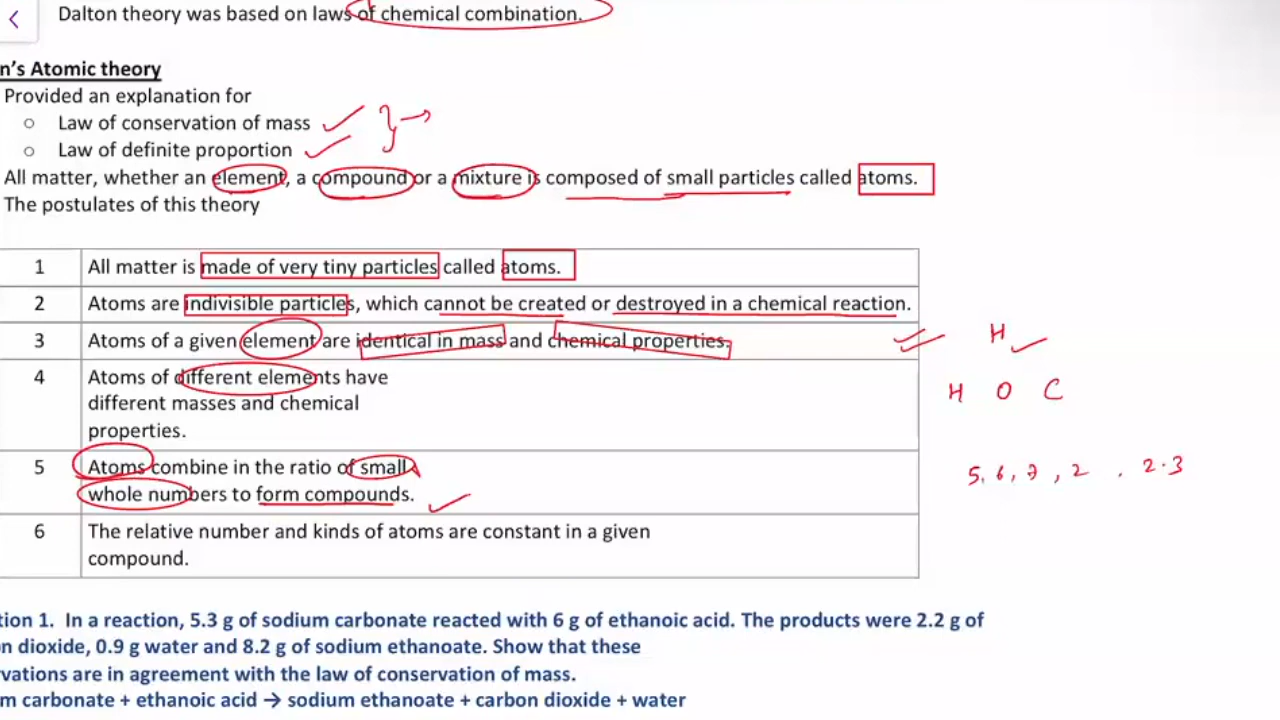 Dalton theory was based on laws of chemical combination.
n's Atomic theory
Provided an explanation for
○ Law of conservation of mass
○ Law of definite proportion
All matter, whether an element, a compound or a mixture is composed of small particles called atoms.
The postulates of this theory
1 All matter is made of very tiny particles called atoms.
2 Atoms are indivisible particles, which cannot be created or destroyed in a chemical reaction.
3 Atoms of a given element are identical in mass and chemical properties.
H
4 Atoms of different elements have
different masses and chemical
properties.
H O C
5 Atoms combine in the ratio of small
whole numbers to form compounds.
5, 6, 7, 2 , 2.3
6 The relative number and kinds of atoms are constant in a given
compound.
tion 1. In a reaction, 5.3 g of sodium carbonate reacted with 6 g of ethanoic acid. The products were 2.2 g of
n dioxide, 0.9 g water and 8.2 g of sodium ethanoate. Show that these
vations are in agreement with the law of conservation of mass.
m carbonate + ethanoic acid → sodium ethanoate + carbon dioxide + water